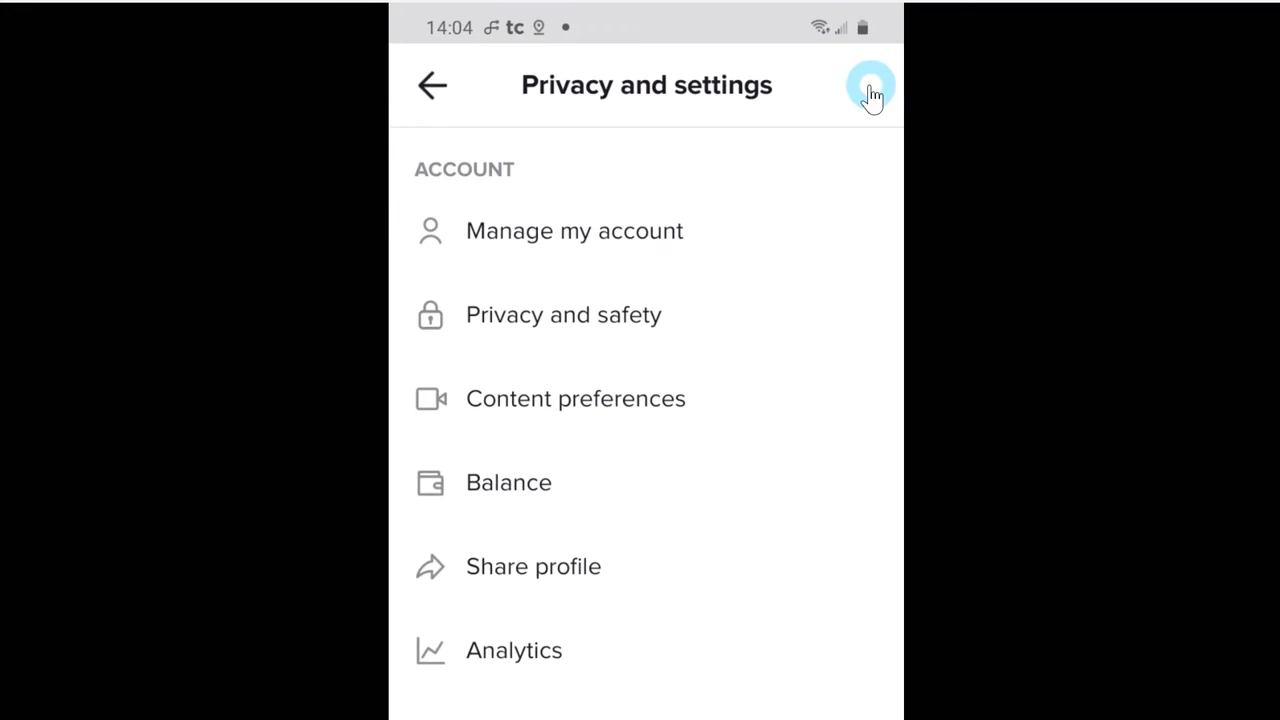 14:04 tc
Privacy and settings
ACCOUNT
Manage my account
Privacy and safety
Content preferences
Balance
Share profile
Analytics